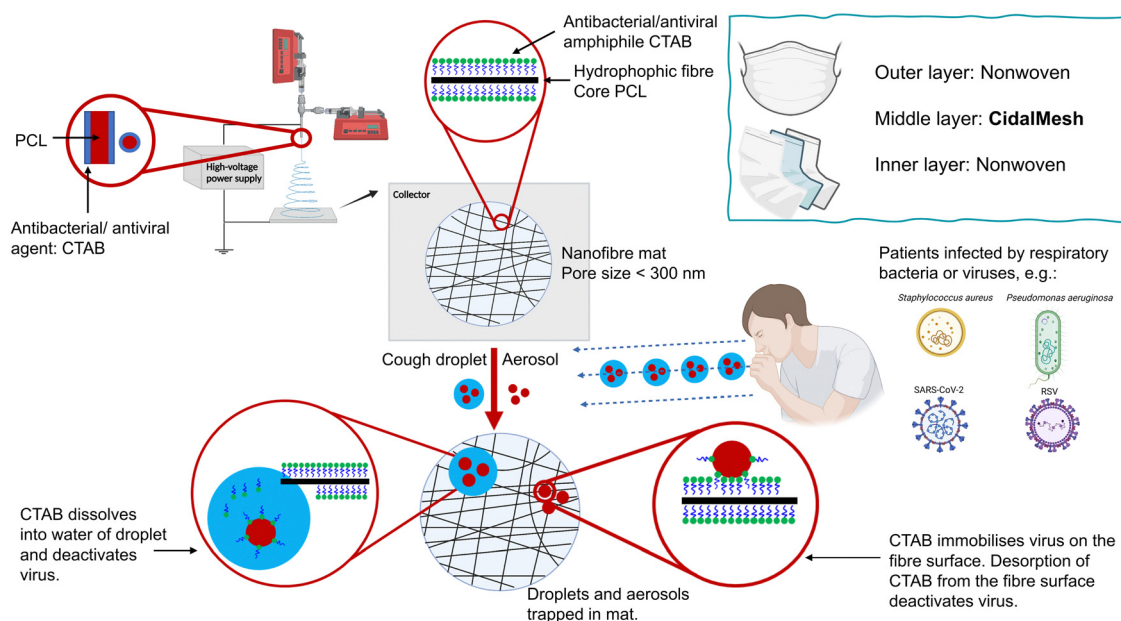 Antibacterial/antiviral
amphiphile CTAB
Hydrophophic fibre
Core PCL
PCL
High-voltage
power supply
Antibacterial/ antiviral
agent: CTAB
Collector
Nanofibre mat
Pore size < 300 nm
Outer layer: Nonwoven
Middle layer: CidalMesh
Inner layer: Nonwoven
Patients infected by respiratory
bacteria or viruses, e.g.:
Staphylococcus aureus
Pseudomonas aeruginosa
SARS-CoV-2
RSV
Cough droplet
Aerosol
CTAB dissolves
into water of droplet
and deactivates
virus.
Droplets and aerosols
trapped in mat.
CTAB immobilises virus on the
fibre surface. Desorption of
CTAB from the fibre surface
deactivates virus.